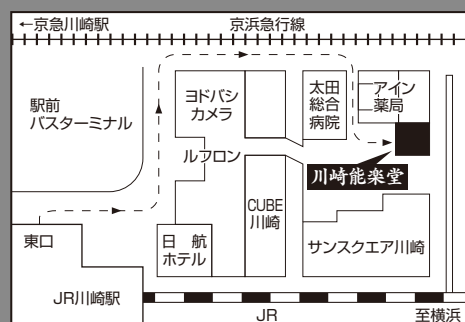 ←京急川崎駅
京浜急行線
駅前
バスターミナル
ヨドバシ
カメラ
ルフロン
太田
総合
病院
アイン
薬局
川崎能楽堂
CUBE
川崎
東口
日航
ホテル
サンスクエア川崎
JR川崎駅
JR
至横浜